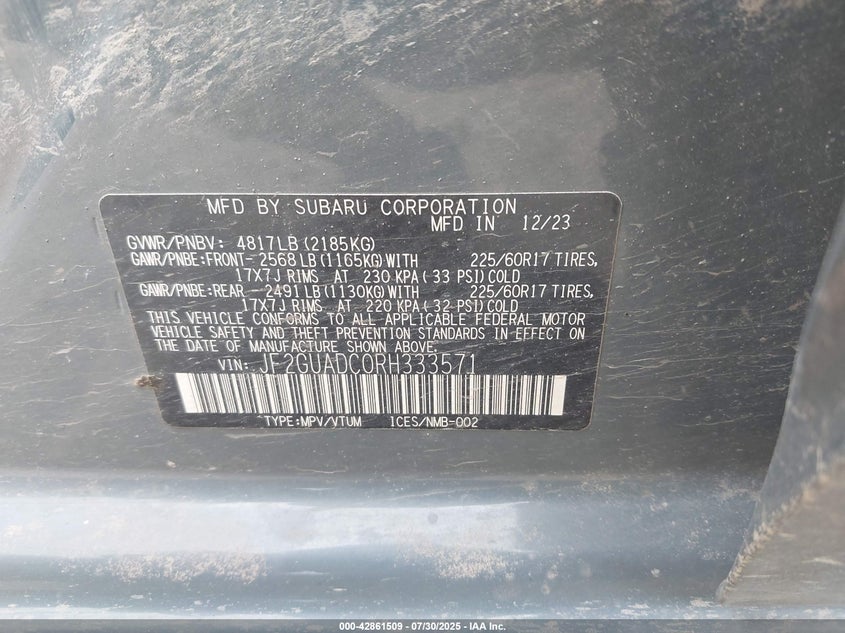 MFD BY SUBARU CORPORATION
MFD IN 12/23
GVWR/PNBV: 4817LB(2185KG)
GAWR/PNBE:FRONT-2568LB(1165KG)WITH 225/60R17 TIRES,
17X7J RIMS AT 230 KPA(33 PSI)COLD
GAWR/PNBE:REAR -2491LB(1130KG)WITH 225/60R17 TIRES,
17X7J RIMS AT 220 KPA(32 PSI)COLD
THIS VEHICLE CONFORMS TO ALL APPLICABLE FEDERAL MOTOR
VEHICLE SAFETY AND THEFT PREVENTION STANDARDS IN EFFECT ON
THE DATE OF MANUFACTURE SHOWN ABOVE.
VIN: JF2GUADC0RH333571
TYPE:MPV/VTUM ICES/NMB-002
000-42861509 - 07/30/2025 - IAA Inc.